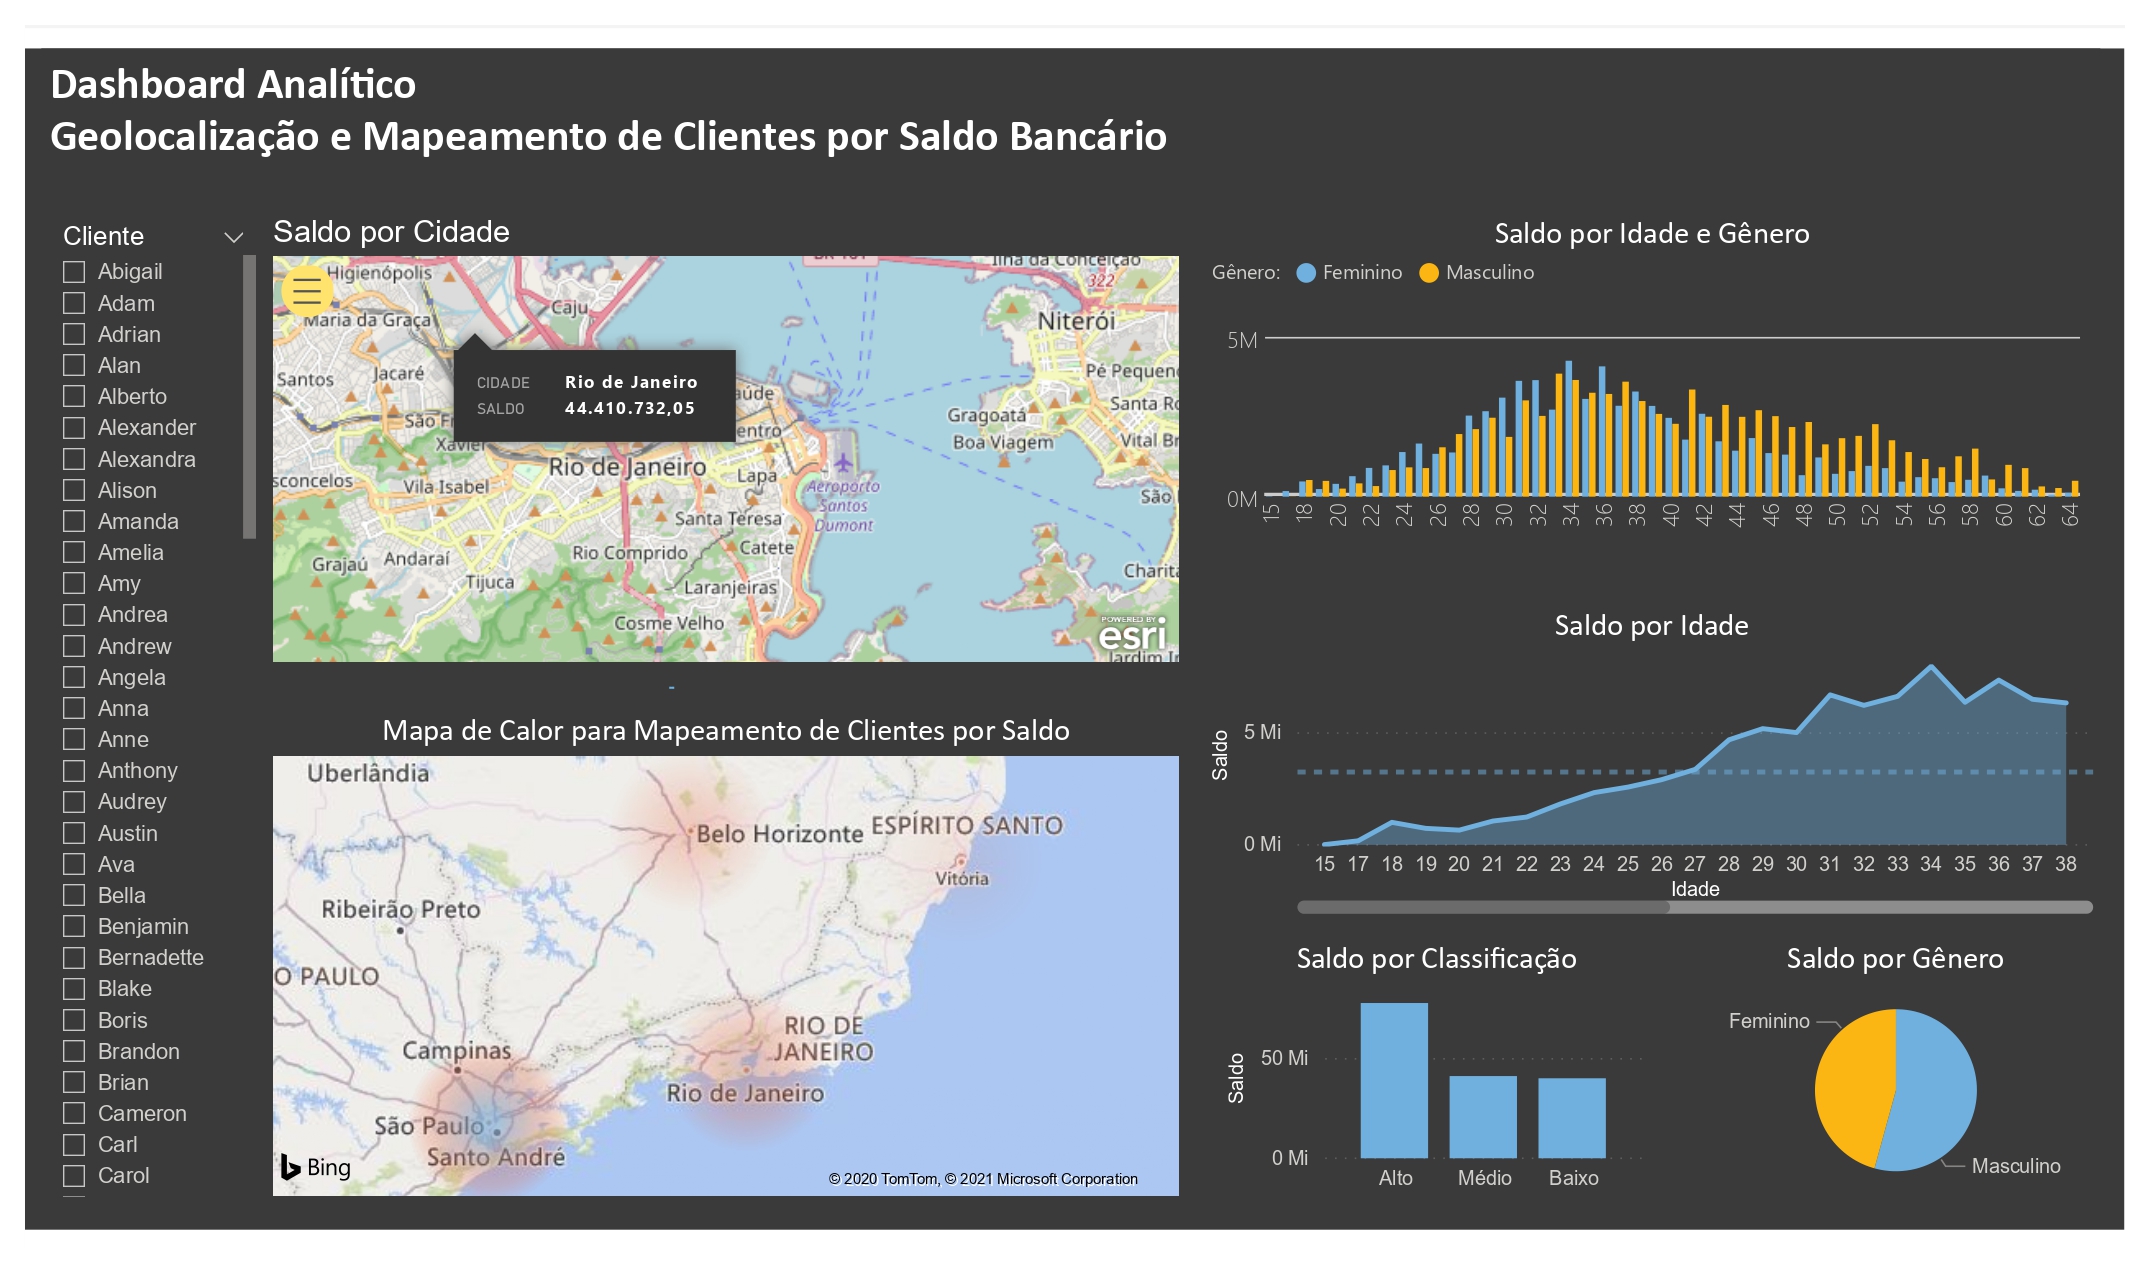 Dashboard Analítico
Geolocalização e Mapeamento de Clientes por Saldo Bancário
Cliente
Abigail
Adam
Adrian
Alan
Alberto
Alexander
Alexandra
Alison
Amanda
Amelia
Amy
Andrea
Andrew
Angela
Anna
Anne
Anthony
Audrey
Austin
Ava
Bella
Benjamin
Bernadette
Blake
Boris
Brandon
Brian
Cameron
Carl
Carol
Saldo por Cidade
Higienópolis
Ilha da Conceição
322
Caju
Maria da Graça
Niterói
Santos
Jacaré
CIDADE Rio de Janeiro
SALDO 44.410.732,05
Pé Pequen
Santa Ro
Gragoatá
São Fr
aúde
entro
Boa Viagem
Vital Br
Xavier
Rio de Janeiro
Lapa
sconcelos
Vila Isabel
Aeroporto
Santos
Dumont
São
Santa Teresa
Rio Comprido
Catete
Grajaú
Andaraí
Tijuca
Laranjeiras
Charita
Cosme Velho
POWERED BY
esri
Jardim
Mapa de Calor para Mapeamento de Clientes por Saldo
Uberlândia
Belo Horizonte
ESPÍRITO SANTO
Vitória
Ribeirão Preto
O PAULO
Campinas
RIO DE
JANEIRO
Rio de Janeiro
São Paulo
Santo André
Bing
© 2020 TomTom, © 2021 Microsoft Corporation
Saldo por Idade e Gênero
Gênero: Feminino Masculino
5M
0M
15 18 20 22 24 26 28 30 32 34 36 38 40 42 44 46 48 50 52 54 56 58 60 62 64
Saldo por Idade
Saldo
5 Mi
0 Mi
15 17 18 19 20 21 22 23 24 25 26 27 28 29 30 31 32 33 34 35 36 37 38
Idade
Saldo por Classificação
Saldo
50 Mi
0 Mi
Alto Médio Baixo
Saldo por Gênero
Feminino
Masculino